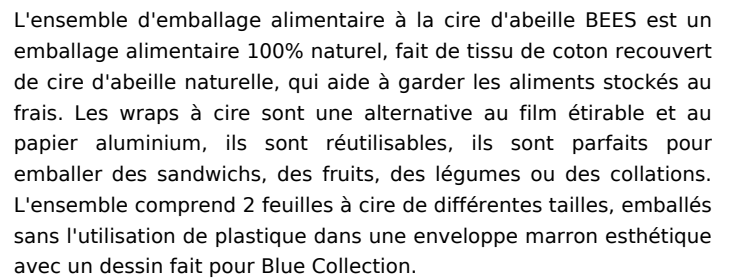 L'ensemble d'emballage alimentaire à la cire d'abeille BEES est un
emballage alimentaire 100% naturel, fait de tissu de coton recouvert
de cire d'abeille naturelle, qui aide à garder les aliments stockés au
frais. Les wraps à cire sont une alternative au film étirable et au
papier aluminium, ils sont réutilisables, ils sont parfaits pour
emballer des sandwichs, des fruits, des légumes ou des collations.
L'ensemble comprend 2 feuilles à cire de différentes tailles, emballés
sans l'utilisation de plastique dans une enveloppe marron esthétique
avec un dessin fait pour Blue Collection.